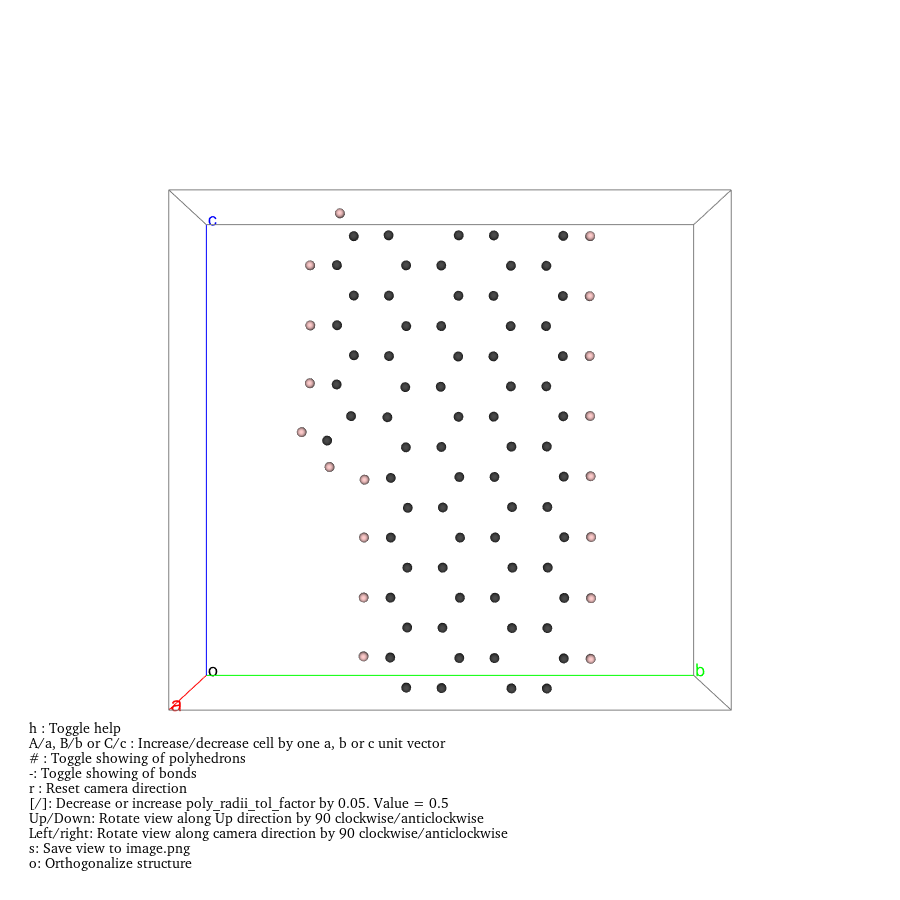 c
o
b
a
h : Toggle help
A/a, B/b or C/c : Increase/decrease cell by one a, b or c unit vector
# : Toggle showing of polyhedrons
-: Toggle showing of bonds
r : Reset camera direction
[/]: Decrease or increase poly_radii_tol_factor by 0.05. Value = 0.5
Up/Down: Rotate view along Up direction by 90 clockwise/anticlockwise
Left/right: Rotate view along camera direction by 90 clockwise/anticlockwise
s: Save view to image.png
o: Orthogonalize structure